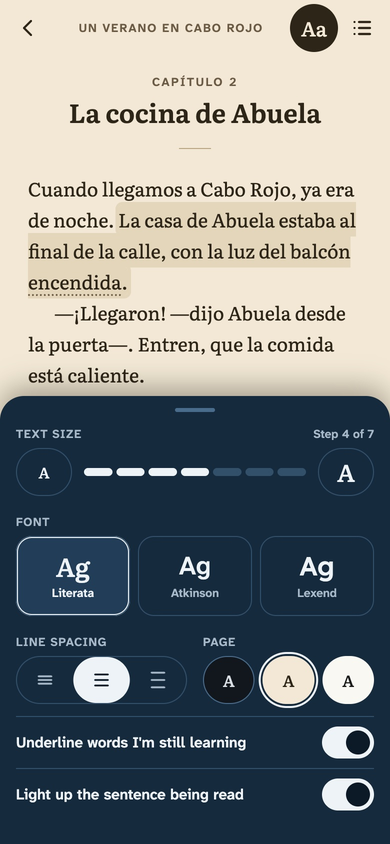 UN VERANO EN CABO ROJO
Aa
CAPÍTULO 2
La cocina de Abuela
Cuando llegamos a Cabo Rojo, ya era
de noche. La casa de Abuela estaba al
final de la calle, con la luz del balcón
encendida.
—¡Llegaron! —dijo Abuela desde
la puerta—. Entren, que la comida
está caliente.
TEXT SIZE
Step 4 of 7
A
A
FONT
Ag
Literata
Ag
Atkinson
Ag
Lexend
LINE SPACING
PAGE
A
A
A
Underline words I'm still learning
Light up the sentence being read